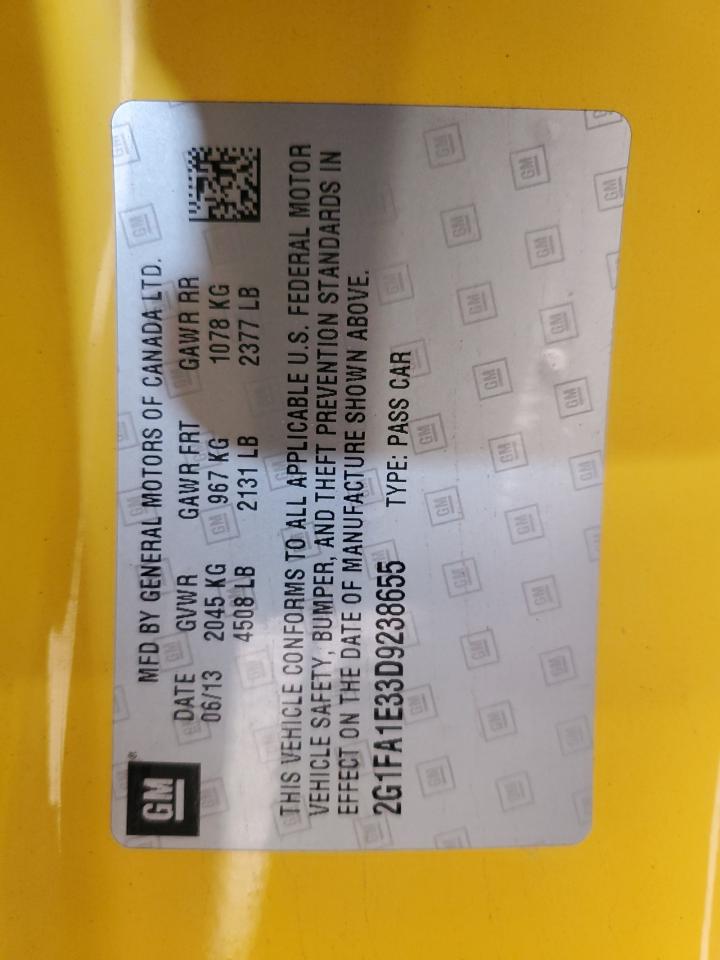 GM®
MFD BY GENERAL MOTORS OF CANADA LTD.
DATE GVWR GAWR FRT GAWR RR
06/13 2045 KG 967 KG 1078 KG
4508 LB 2131 LB 2377 LB
THIS VEHICLE CONFORMS TO ALL APPLICABLE U.S. FEDERAL MOTOR
VEHICLE SAFETY, BUMPER, AND THEFT PREVENTION STANDARDS IN
EFFECT ON THE DATE OF MANUFACTURE SHOWN ABOVE.
2G1FA1E33D9238655 TYPE: PASS CAR